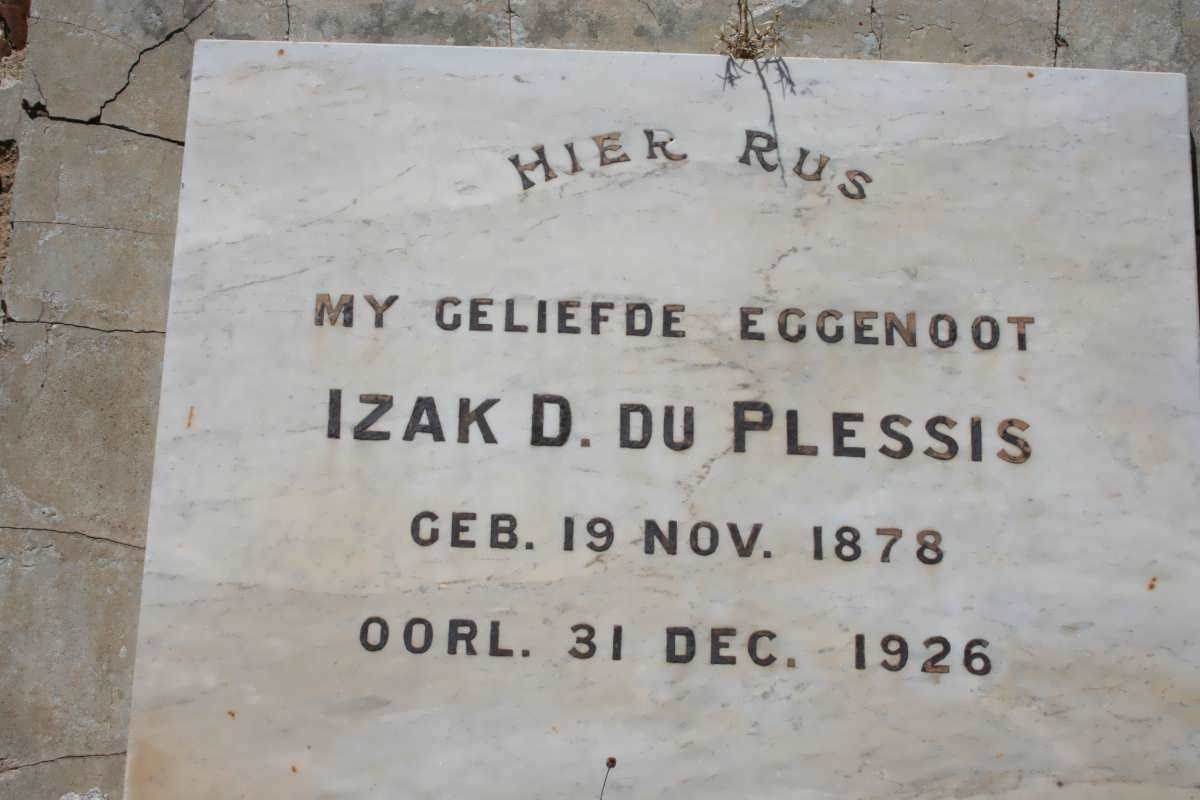 HIER RUS
MY GELIEFDE EGGENOOT
IZAK D. DU PLESSIS
GEB. 19 NOV. 1878
OORL. 31 DEC. 1926